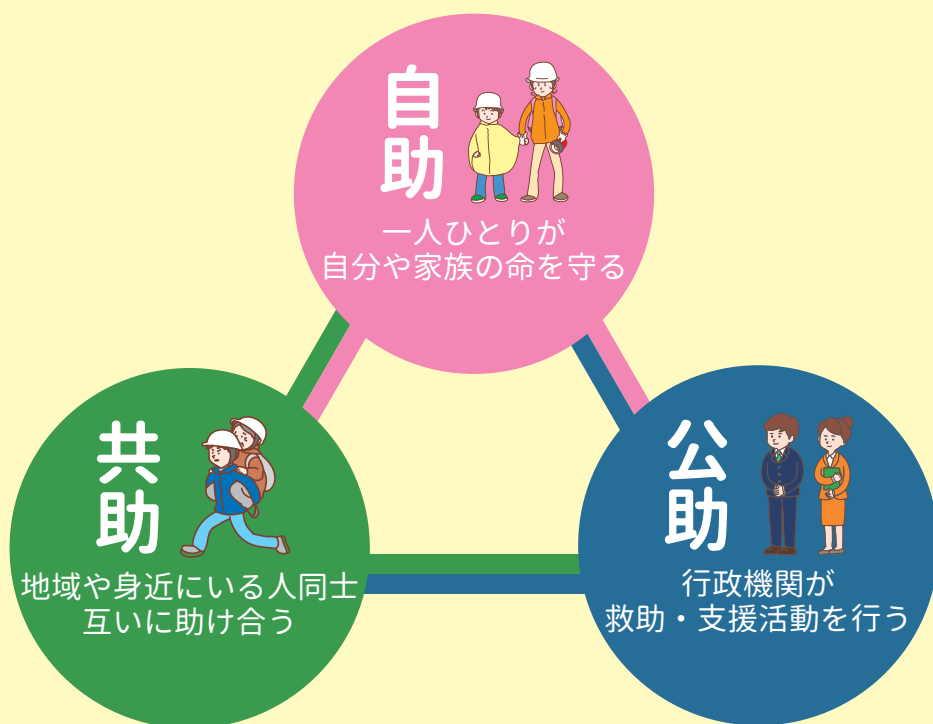 自助
一人ひとりが
自分や家族の命を守る
共助
地域や身近にいる人同士
互いに助け合う
公助
行政機関が
救助・支援活動を行う